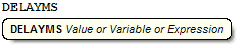 DELAYMS
DELAYMS Value or Variable or Expression